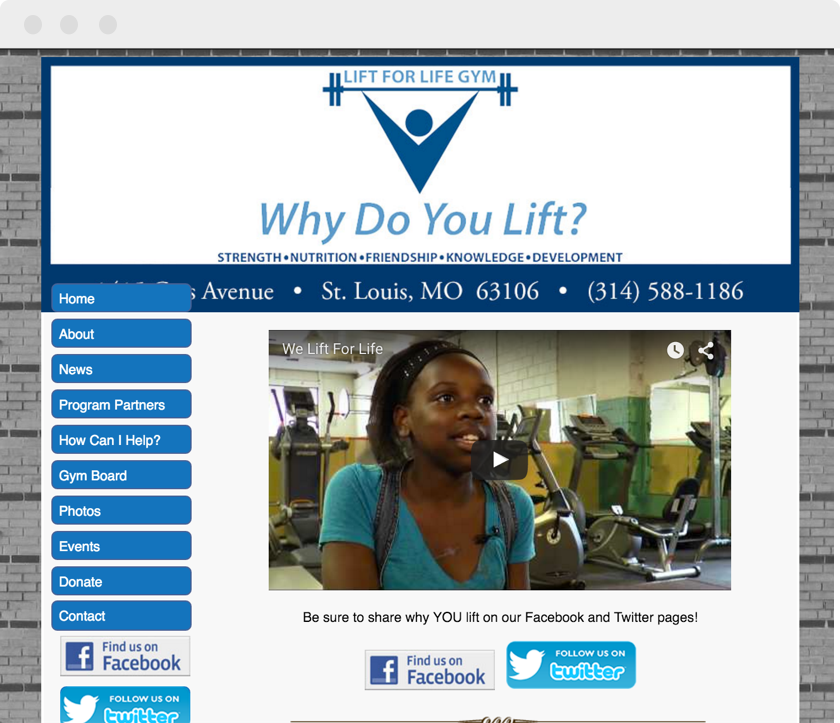 LIFT FOR LIFE GYM
Why Do You Lift?
STRENGTH•NUTRITION•FRIENDSHIP•KNOWLEDGE•DEVELOPMENT
Avenue • St. Louis, MO 63106 • (314) 588-1186
Home
About
News
Program Partners
How Can I Help?
Gym Board
Photos
Events
Donate
Contact
Find us on
Facebook
FOLLOW US ON
twitter
We Lift For Life
Be sure to share why YOU lift on our Facebook and Twitter pages!
Find us on
Facebook
FOLLOW US ON
twitter